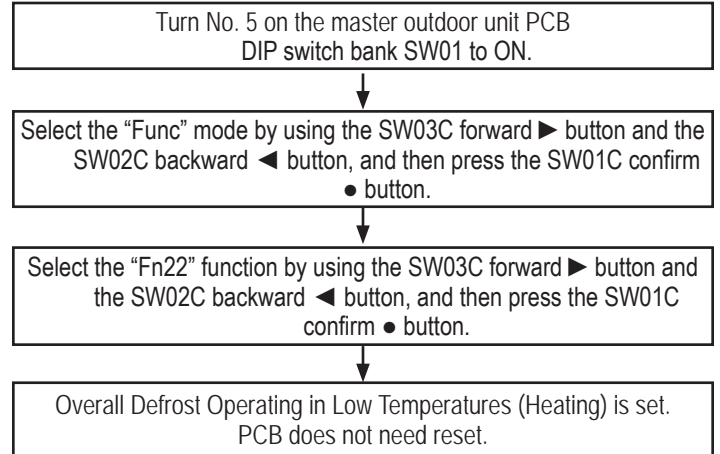 Turn No. 5 on the master outdoor unit PCB
DIP switch bank SW01 to ON.
Select the “Func” mode by using the SW03C forward ► button and the
SW02C backward ◄ button, and then press the SW01C confirm
● button.
Select the “Fn22” function by using the SW03C forward ► button and
the SW02C backward ◄ button, and then press the SW01C
confirm ● button.
Overall Defrost Operating in Low Temperatures (Heating) is set.
PCB does not need reset.